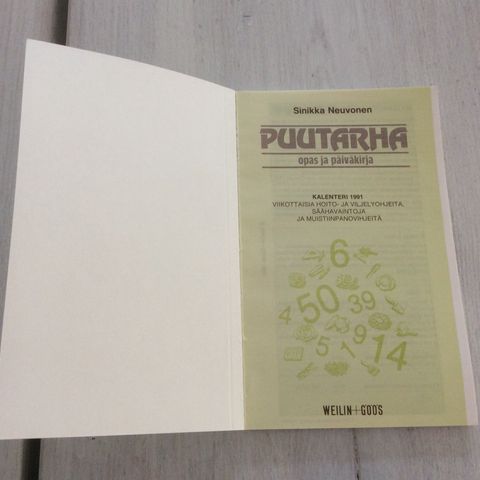 Sinikka Neuvonen
PUUTARHA
opas ja päiväkirja
KALENTERI 1991
VIIKOTTAISIA HOITO- JA VILJELYOHJEITA,
SÄÄHAVAINTOJA
JA MUISTIINPANOVIHJEITÄ
6
50
39
4
5
1
9
14
WEILIN+GÖÖS